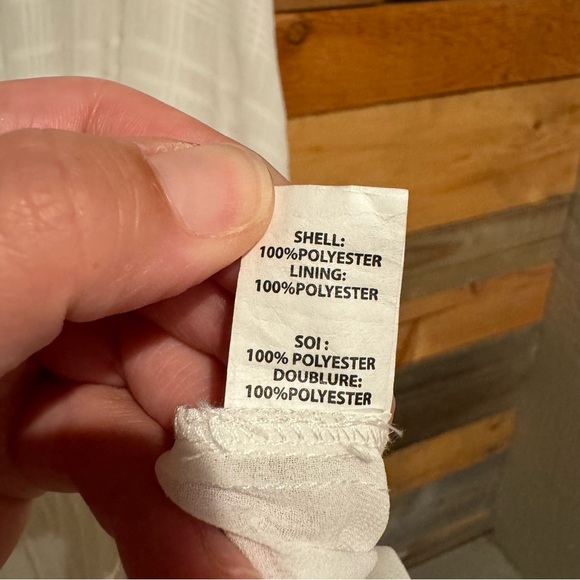 SHELL:
100%POLYESTER
LINING:
100%POLYESTER
SOI :
100% POLYESTER
DOUBLURE:
100%POLYESTER